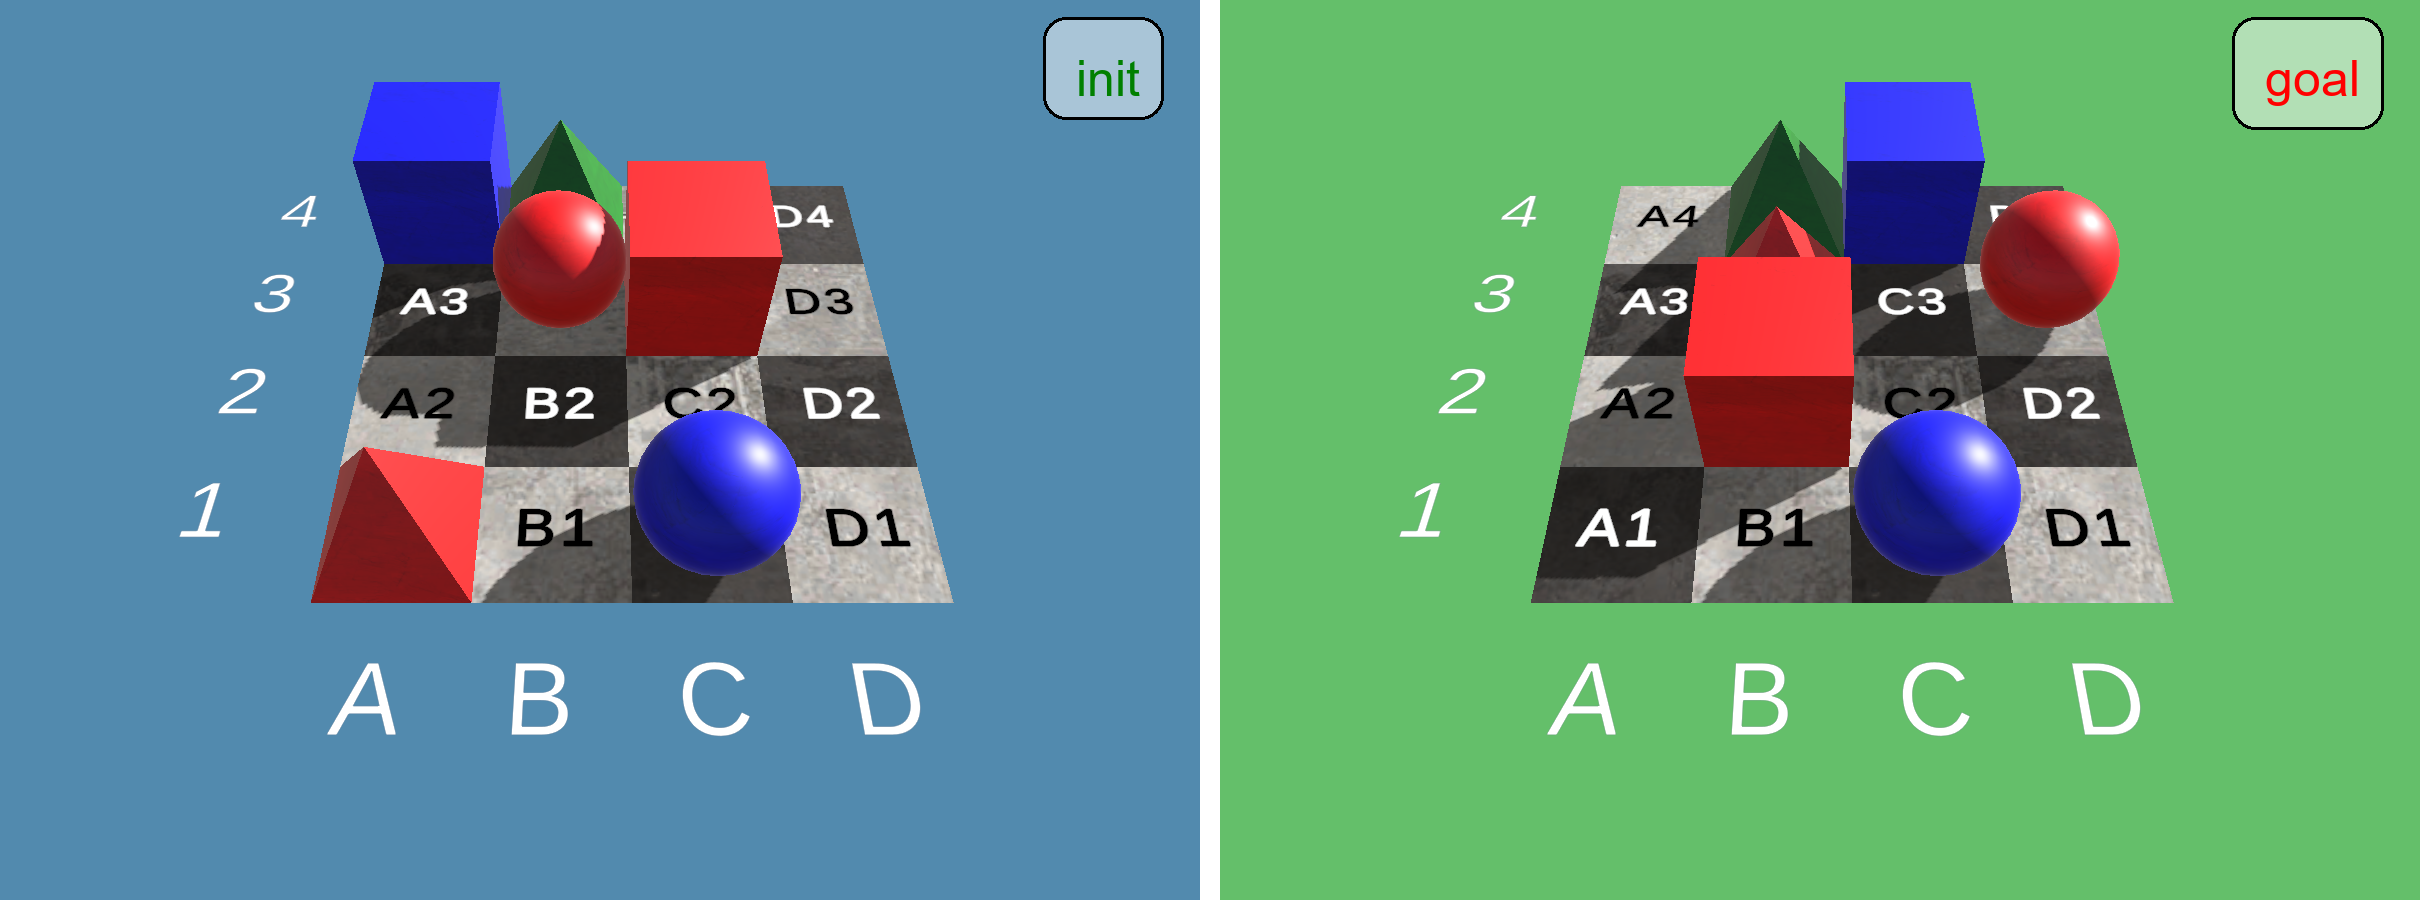 init
4 D4
3 A3 D3
2 A2 B2 C2 D2
1 B1 D1
A B C D
goal
4 A4
3 A3 C3
2 A2 C2 D2
1 A1 B1 D1
A B C D